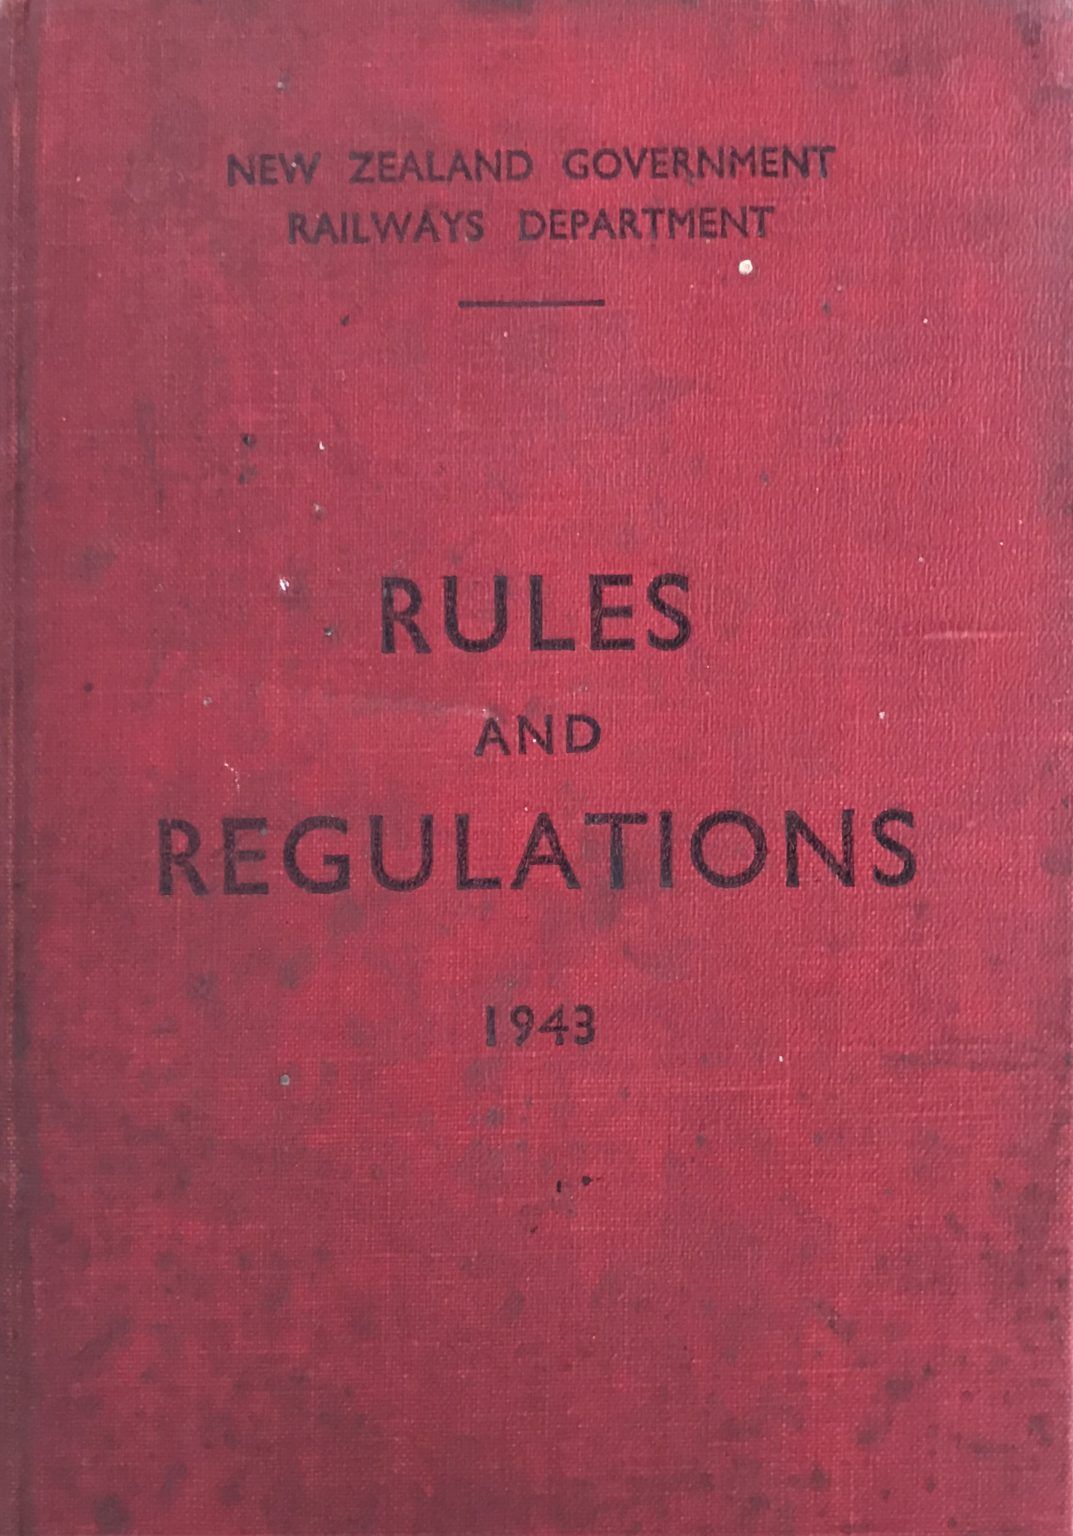 NEW ZEALAND GOVERNMENT
RAILWAYS DEPARTMENT
RULES
AND
REGULATIONS
1943